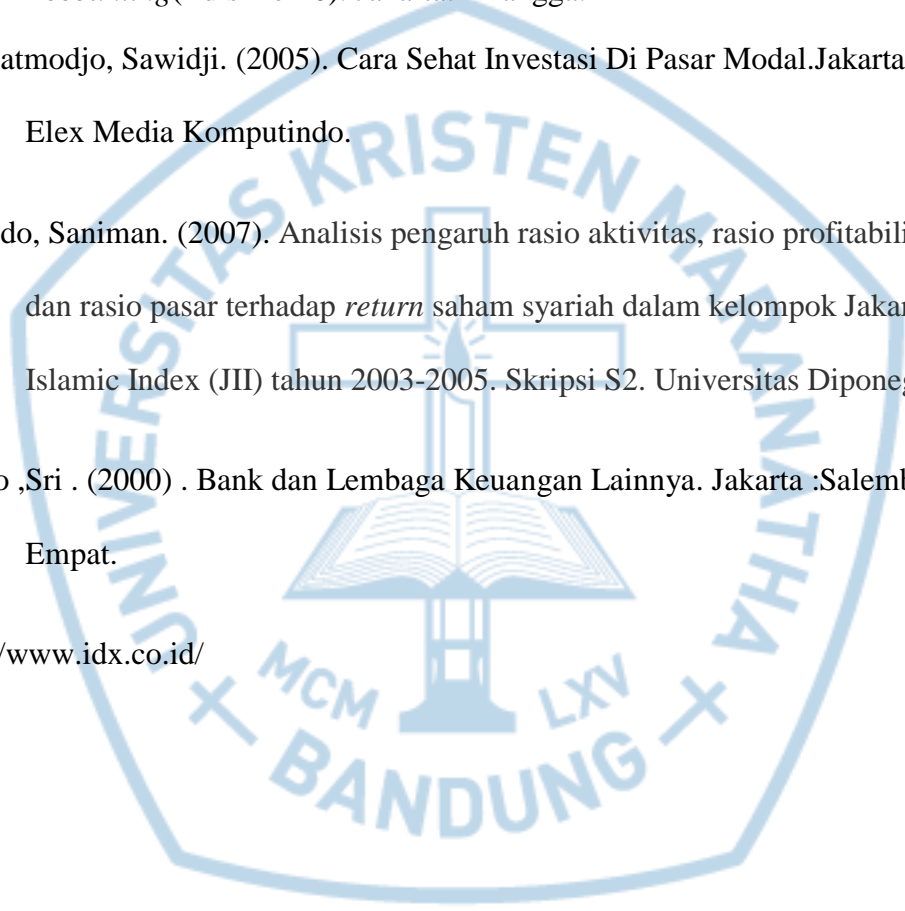 atmodjo, Sawidji. (2005). Cara Sehat Investasi Di Pasar Modal.Jakarta
Elex Media Komputindo.
do, Saniman. (2007). Analisis pengaruh rasio aktivitas, rasio profitabili
dan rasio pasar terhadap return saham syariah dalam kelompok Jakar
Islamic Index (JII) tahun 2003-2005. Skripsi S2. Universitas Diponeg
o ,Sri . (2000) . Bank dan Lembaga Keuangan Lainnya. Jakarta :Salemb
Empat.
/www.idx.co.id/
UNIVERSITAS KRISTEN MARANATHA
MCM LXV
BANDUNG